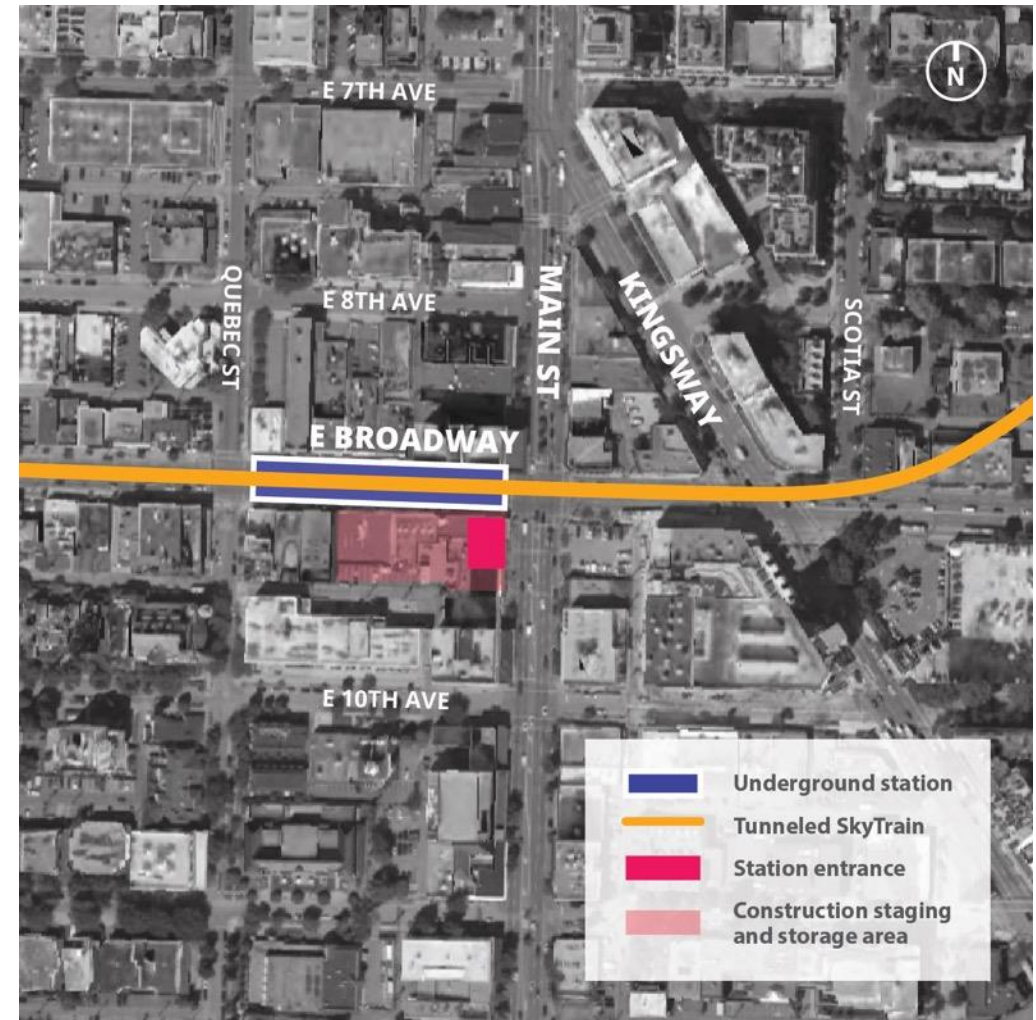 N
E 7TH AVE
E 8TH AVE
QUEBEC ST
MAIN ST
KINGSWAY
SCOTIA ST
E BROADWAY
E 10TH AVE
Underground station
Tunneled SkyTrain
Station entrance
Construction staging
and storage area